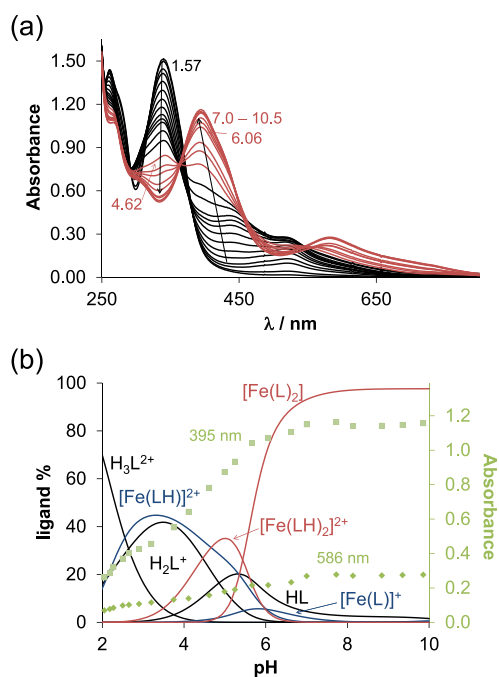 (a)
1.50
1.20
0.90
0.60
0.30
0.00
Absorbance
1.57
7.0 – 10.5
6.06
4.62
250
450
650
λ / nm
(b)
100
80
60
40
20
0
ligand %
[Fe(L)₂]
395 nm
H₃L²⁺
[Fe(LH)]²⁺
H₂L⁺
[Fe(LH)₂]²⁺
586 nm
HL
[Fe(L)]⁺
1.2
1.0
0.8
0.6
0.4
0.2
0.0
Absorbance
2
4
6
8
10
pH